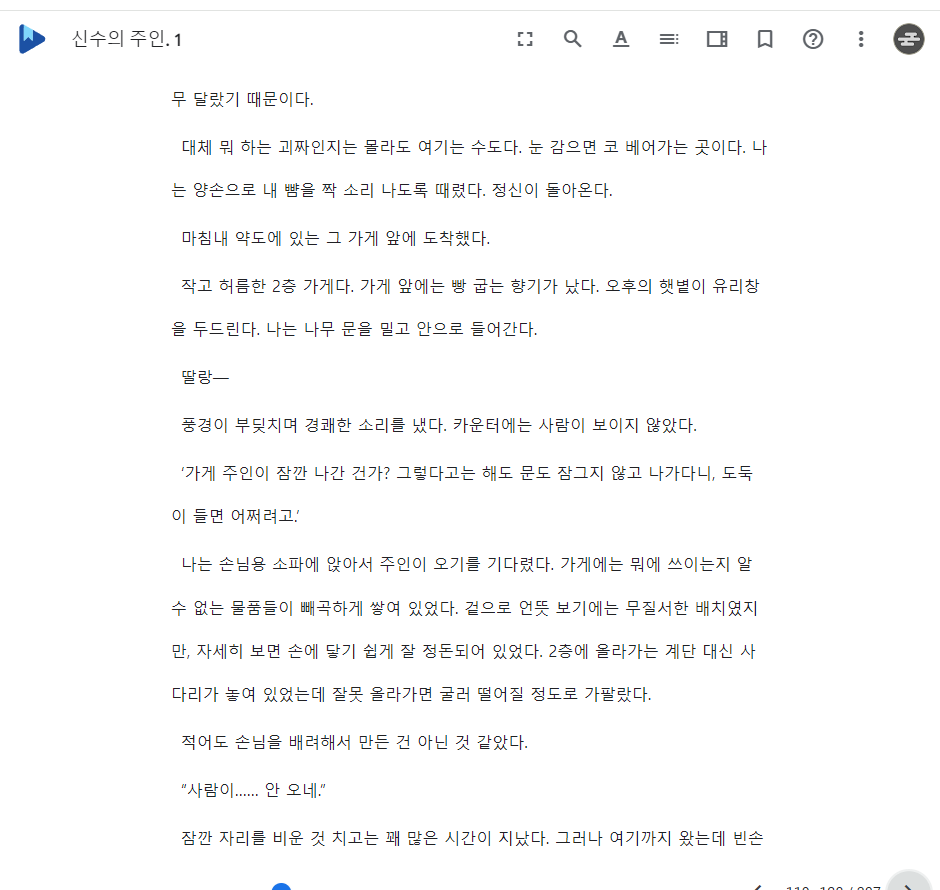 신수의 주인. 1
무 달랐기 때문이다.
대체 뭐 하는 괴짜인지는 몰라도 여기는 수도다. 눈 감으면 코 베어가는 곳이다. 나
는 양손으로 내 뺨을 짝 소리 나도록 때렸다. 정신이 돌아온다.
마침내 약도에 있는 그 가게 앞에 도착했다.
작고 허름한 2층 가게다. 가게 앞에는 빵 굽는 향기가 났다. 오후의 햇볕이 유리창
을 두드린다. 나는 나무 문을 밀고 안으로 들어간다.
딸랑―
풍경이 부딪치며 경쾌한 소리를 냈다. 카운터에는 사람이 보이지 않았다.
‘가게 주인이 잠깐 나간 건가? 그렇다고는 해도 문도 잠그지 않고 나가다니, 도둑
이 들면 어쩌려고.’
나는 손님용 소파에 앉아서 주인이 오기를 기다렸다. 가게에는 뭐에 쓰이는지 알
수 없는 물품들이 빼곡하게 쌓여 있었다. 겉으로 언뜻 보기에는 무질서한 배치였지
만, 자세히 보면 손에 닿기 쉽게 잘 정돈되어 있었다. 2층에 올라가는 계단 대신 사
다리가 놓여 있었는데 잘못 올라가면 굴러 떨어질 정도로 가팔랐다.
적어도 손님을 배려해서 만든 건 아닌 것 같았다.
“사람이...... 안 오네.”
잠깐 자리를 비운 것 치고는 꽤 많은 시간이 지났다. 그러나 여기까지 왔는데 빈손